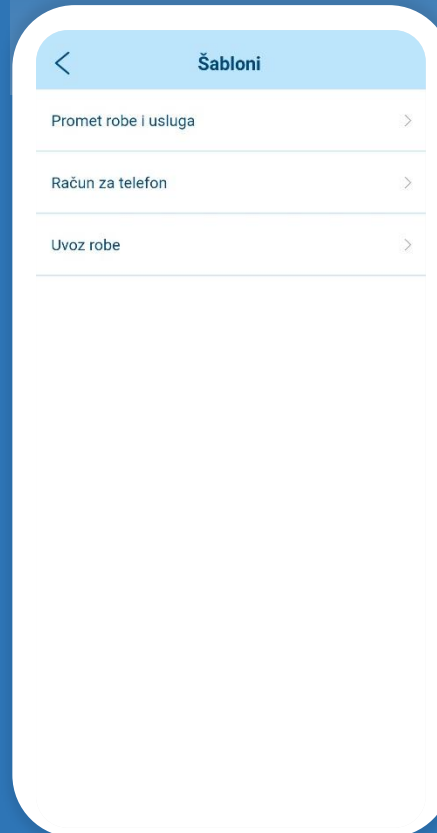 Šabloni
Promet robe i usluga
Račun za telefon
Uvoz robe